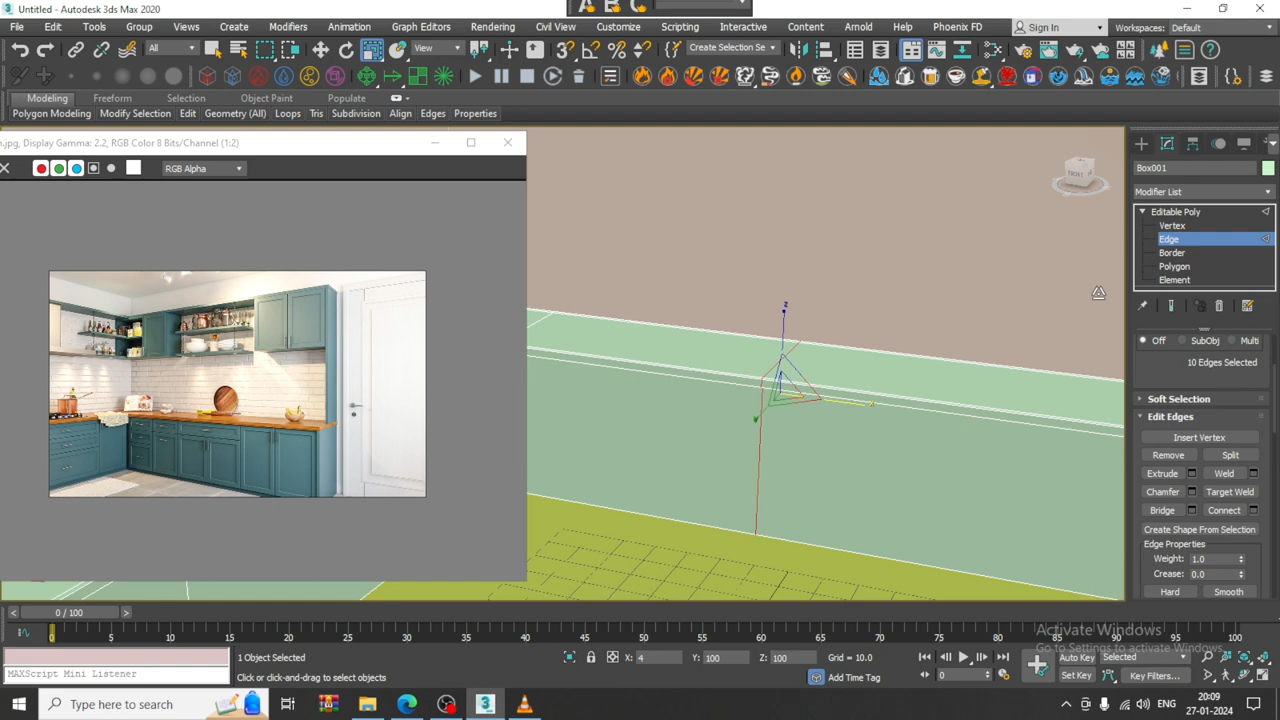 Untitled - Autodesk 3ds Max 2020
File Edit Tools Group Views Create Modifiers Animation Graph Editors Rendering Civil View Customize Scripting Interactive Content Arnold Help Phoenix FD Sign In Workspaces: Default
All View Create Selection Se
Modeling Freeform Selection Object Paint Populate
Polygon Modeling Modify Selection Edit Geometry (All) Loops Tris Subdivision Align Edges Properties
.jpg, Display Gamma: 2.2, RGB Color 8 Bits/Channel (1:2)
RGB Alpha
FRONT
Box001
Modifier List
Editable Poly
Vertex
Edge
Border
Polygon
Element
Off SubObj Multi
10 Edges Selected
Soft Selection
Edit Edges
Insert Vertex
Remove Split
Extrude Weld
Chamfer Target Weld
Bridge Connect
Create Shape From Selection
Edge Properties
Weight: 1.0
Crease: 0.0
Hard Smooth
z
x
y
< 0 / 100 >
0 5 10 15 20 25 30 35 40 45 50 55 60 65 70 75 80 85 90 95 100
Activate Windows
Go to Settings to activate Windows.
1 Object Selected X: 4 Y: 100 Z: 100 Grid = 10.0 Auto Key Selected
MAXScript Mini Listener Click or click-and-drag to select objects Add Time Tag 0 Set Key Key Filters...
Type here to search
ENG
20:09
27-01-2024